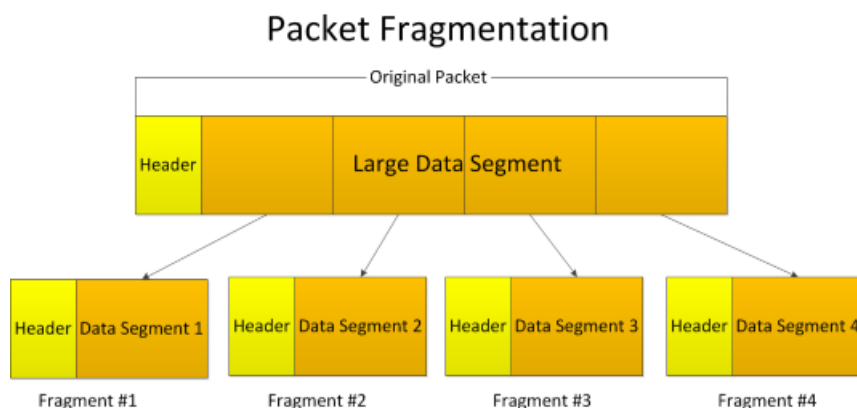 Packet Fragmentation
Original Packet
Header
Large Data Segment
Header Data Segment 1
Header Data Segment 2
Header Data Segment 3
Header Data Segment 4
Fragment #1
Fragment #2
Fragment #3
Fragment #4